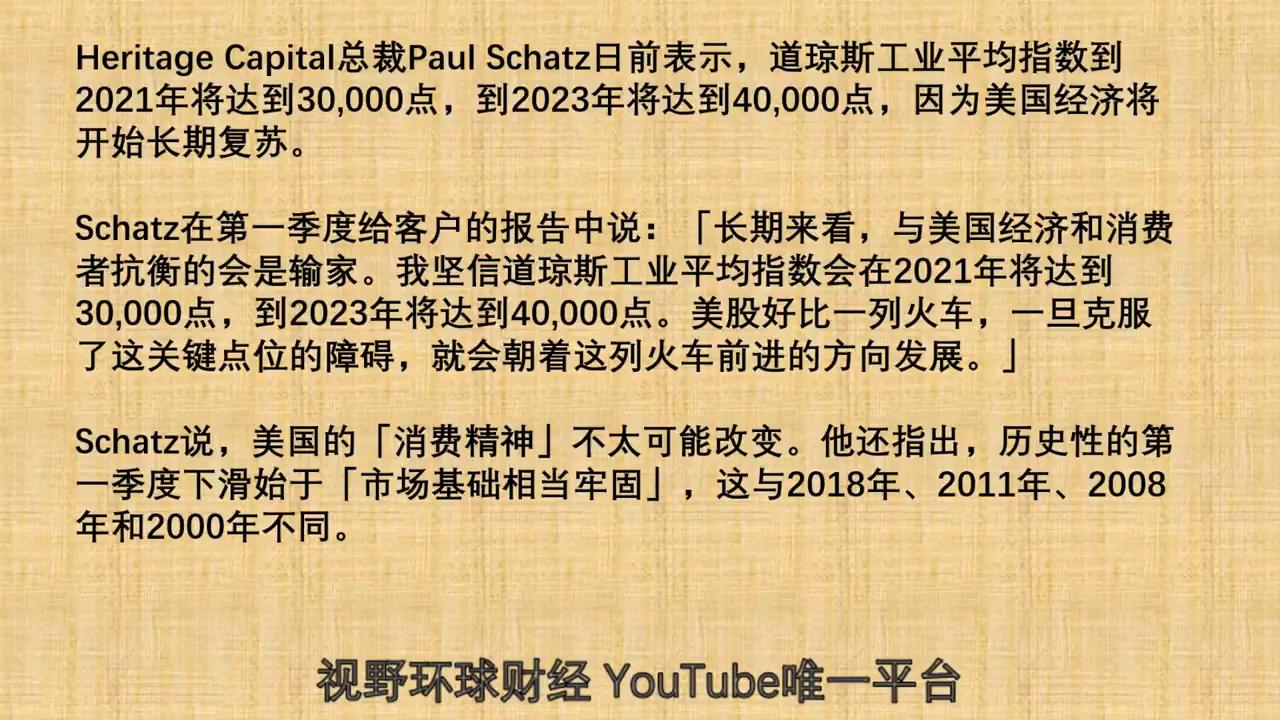 Heritage Capital总裁Paul Schatz日前表示，道琼斯工业平均指数到
2021年将达到30,000点，到2023年将达到40,000点，因为美国经济将
开始长期复苏。
Schatz在第一季度给客户的报告中说：「长期来看，与美国经济和消费
者抗衡的会是输家。我坚信道琼斯工业平均指数会在2021年将达到
30,000点，到2023年将达到40,000点。美股好比一列火车，一旦克服
了这关键点位的障碍，就会朝着这列火车前进的方向发展。」
Schatz说，美国的「消费精神」不太可能改变。他还指出，历史性的第
一季度下滑始于「市场基础相当牢固」，这与2018年、2011年、2008
年和2000年不同。
视野环球财经 YouTube唯一平台